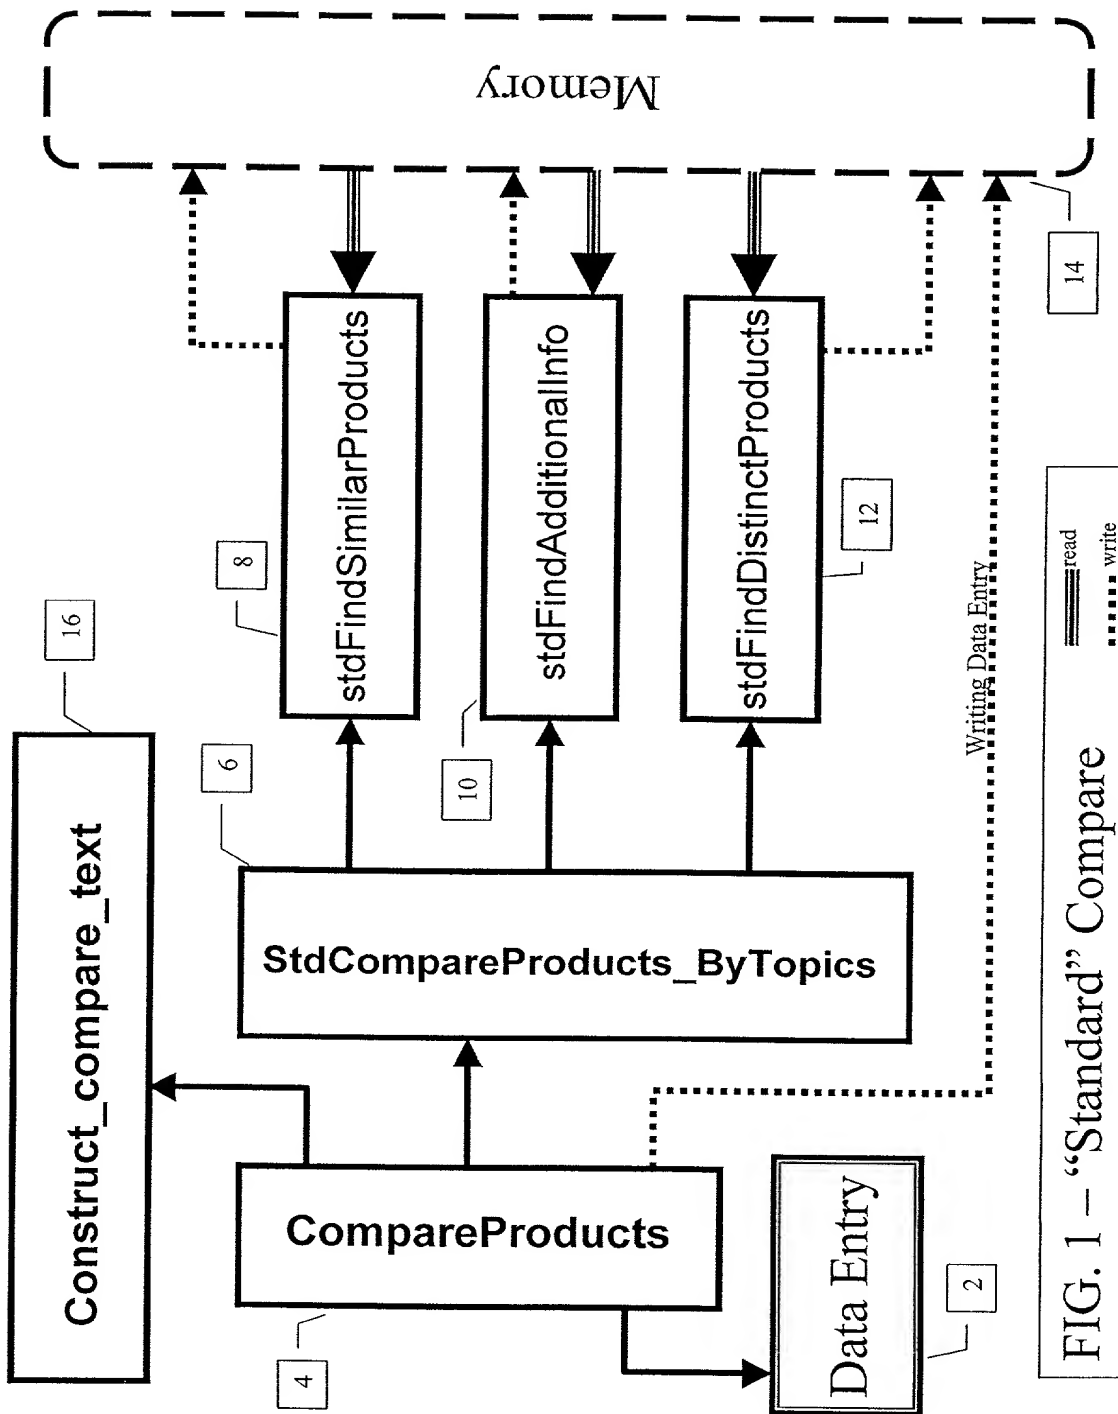 Construct_compare_text
16
CompareProducts
4
StdCompareProducts_ByTopics
6
stdFindSimilarProducts
8
stdFindAdditionalInfo
10
stdFindDistinctProducts
12
Memory
14
Data Entry
2
Writing Data Entry
FIG. 1 – “Standard” Compare
read
write